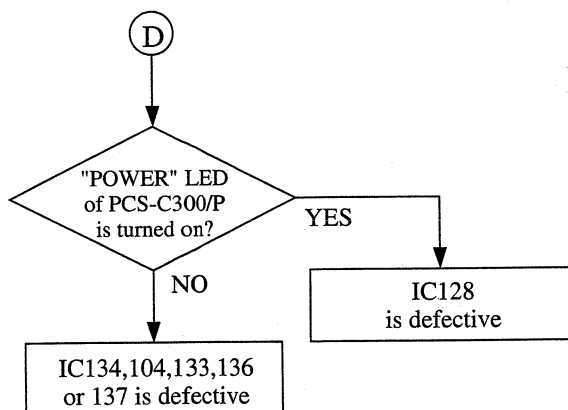 D
"POWER" LED
of PCS-C300/P
is turned on?
YES
NO
IC128
is defective
IC134,104,133,136
or 137 is defective